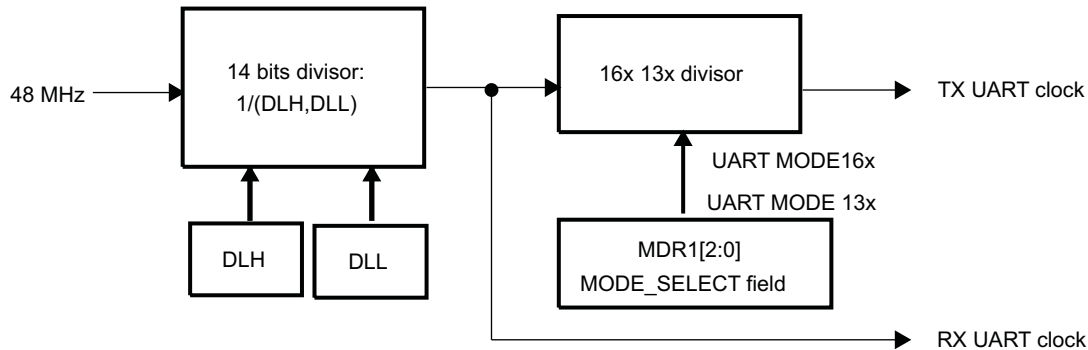 14 bits divisor:
1/(DLH,DLL)
16x 13x divisor
48 MHz
TX UART clock
UART MODE16x
UART MODE 13x
DLH
DLL
MDR1[2:0]
MODE_SELECT field
RX UART clock